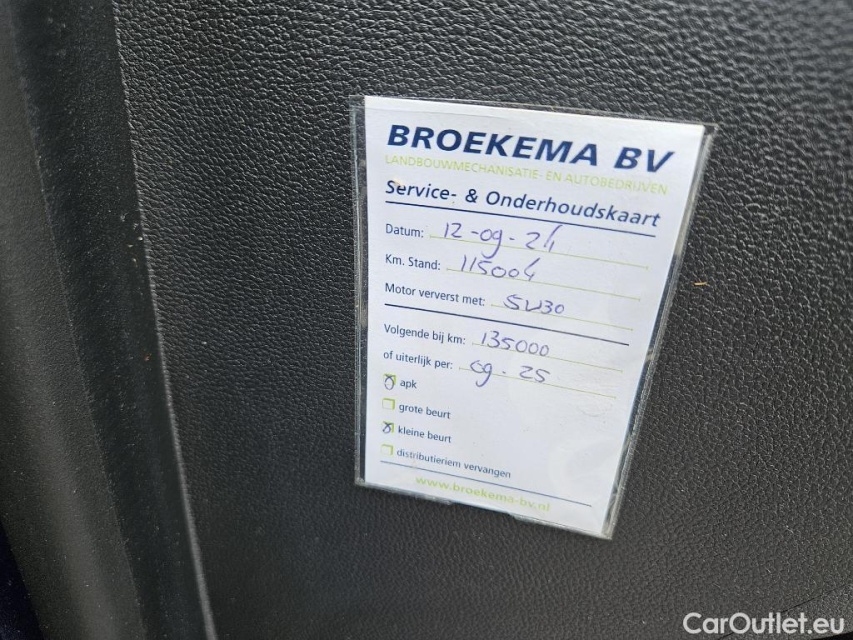 BROEKEMA BV
LANDBOUWMECHANISATIE- EN AUTOBEDRIJVEN
Service- & Onderhoudskaart
Datum: 12-09-24
Km. Stand: 115004
Motor ververst met: 5W30
Volgende bij km: 135000
of uiterlijk per: 09-25
apk
grote beurt
kleine beurt
distributieriem vervangen
www.broekema-bv.nl
CarOutlet.eu